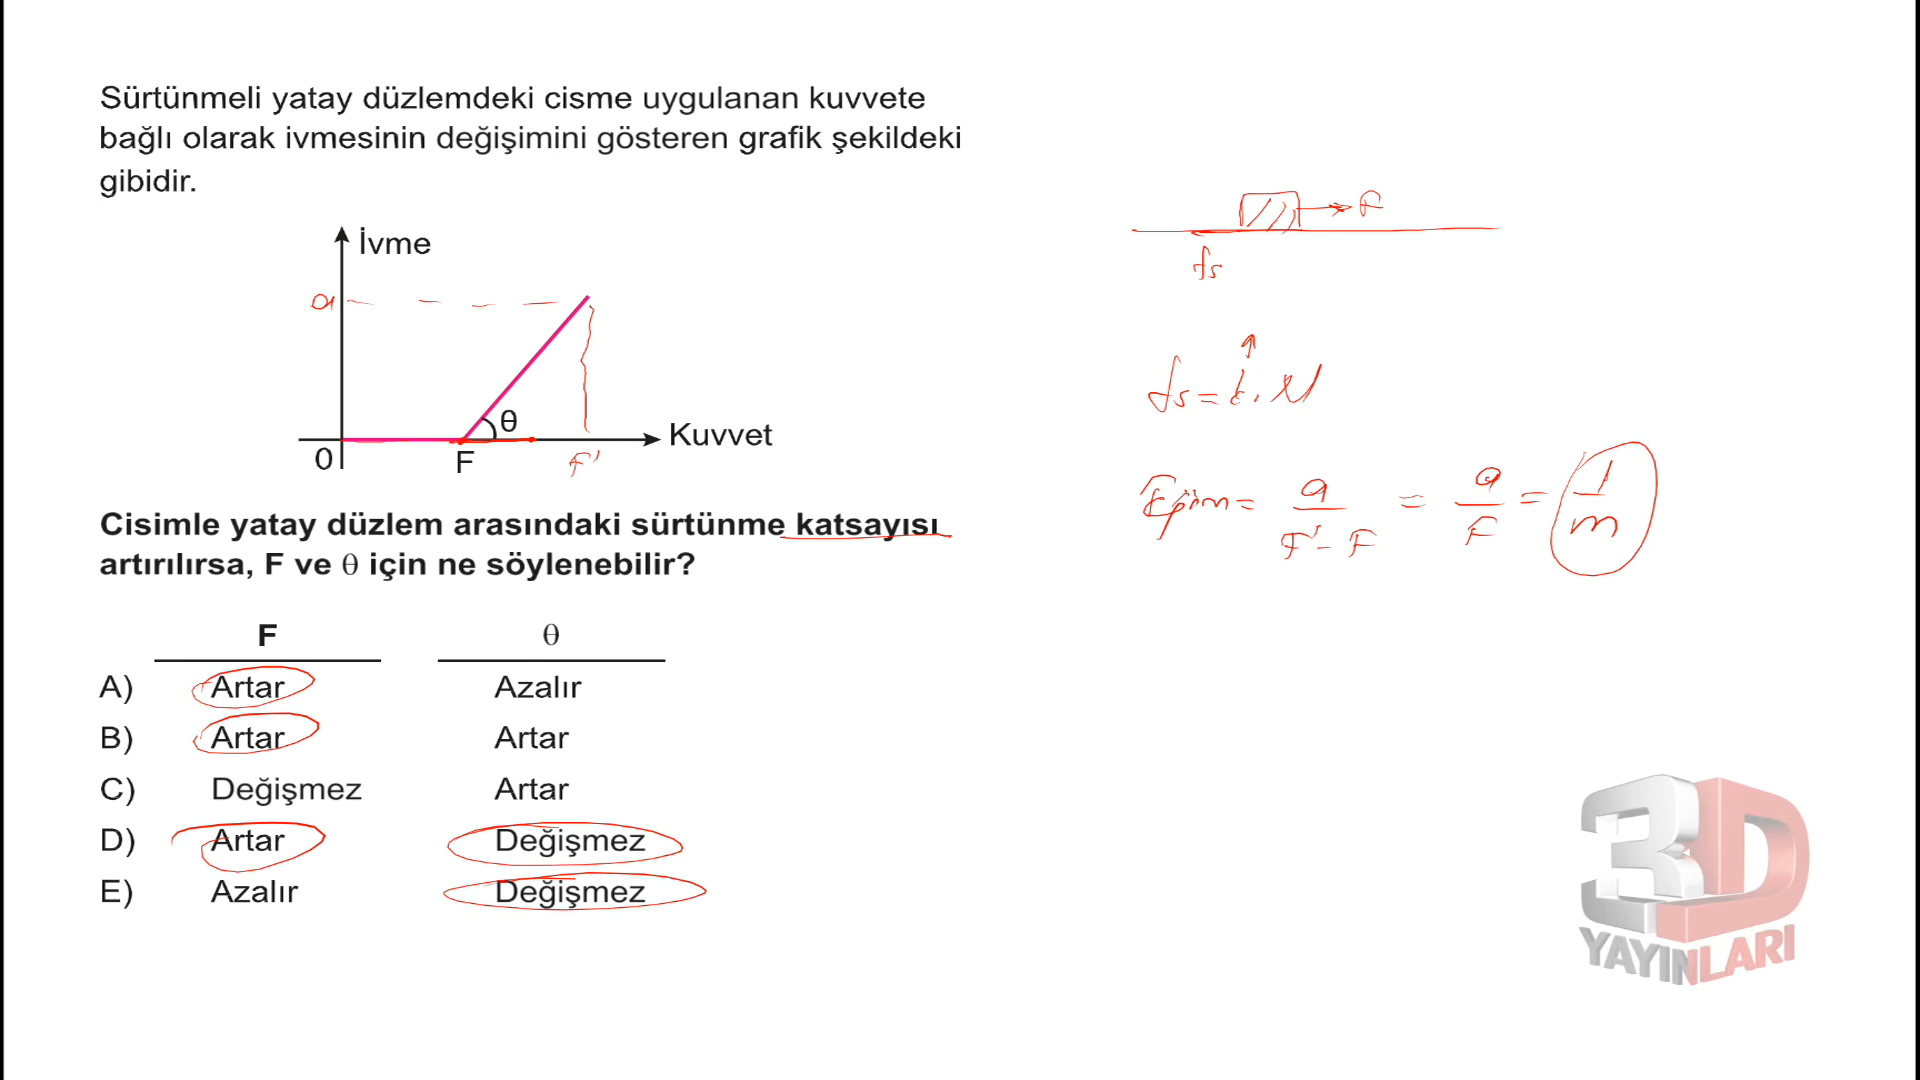 Sürtünmeli yatay düzlemdeki cisme uygulanan kuvvete
bağlı olarak ivmesinin değişimini gösteren grafik şekildeki
gibidir.
İvme
a
θ
Kuvvet
0
F
F'
Cisimle yatay düzlem arasındaki sürtünme katsayısı
artırılırsa, F ve θ için ne söylenebilir?
F θ
A) Artar Azalır
B) Artar Artar
C) Değişmez Artar
D) Artar Değişmez
E) Azalır Değişmez
F
fs
fs = k . N
Eğim = a / F' - F = a / F = 1 / m
3D
YAYINLARI